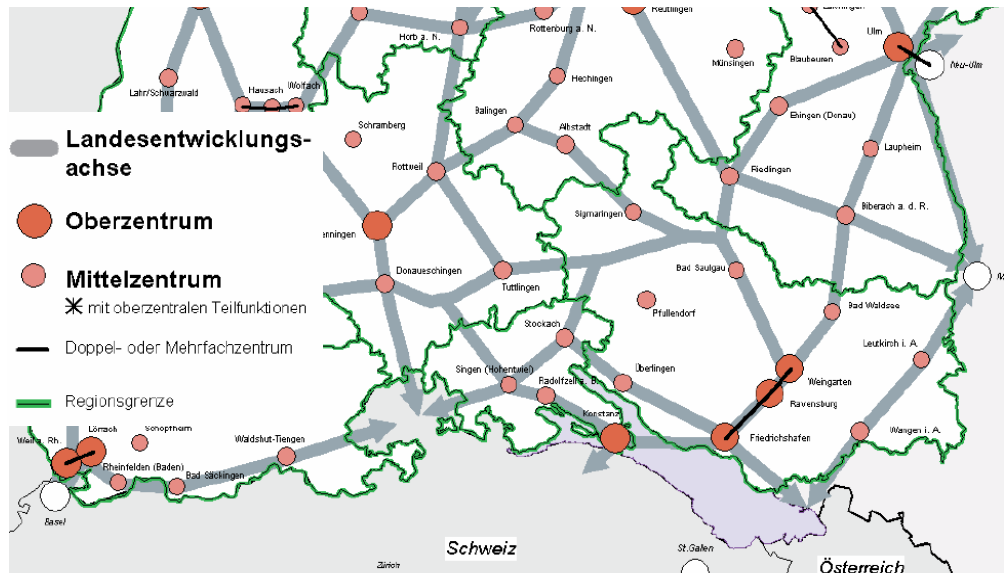 Reutlingen
Ulm
Rottenburg a. N.
Horb a. N.
Münsingen
Blaubeuren
Neu-Ulm
Hechingen
Lahr/Schwarzwald
Hausach
Wolfach
Balingen
Albstadt
Ehingen (Donau)
Schramberg
Laupheim
Landesentwicklungs-
achse
Rottweil
Riedlingen
Oberzentrum
Sigmaringen
Biberach a. d. R.
enningen
Mittelzentrum
mit oberzentralen Teilfunktionen
Donaueschingen
Tuttlingen
Bad Saulgau
Pfullendorf
Bad Waldsee
Stockach
Doppel- oder Mehrfachzentrum
Leutkirch i. A.
Singen (Hohentwiel)
Radolfzell a. B.
Überlingen
Weingarten
Regionsgrenze
Ravensburg
Konstanz
Weil a. Rh.
Lörrach
Schopfheim
Waldshut-Tiengen
Friedrichshafen
Wangen i. A.
Rheinfelden (Baden)
Bad Säckingen
Basel
Schweiz
St.Gallen
Zürich
Österreich